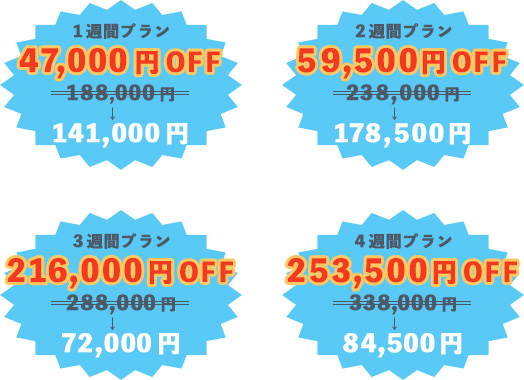 1週間プラン
47,000円OFF
188,000円
↓
141,000円
2週間プラン
59,500円OFF
238,000円
↓
178,500円
3週間プラン
216,000円OFF
288,000円
↓
72,000円
4週間プラン
253,500円OFF
338,000円
↓
84,500円